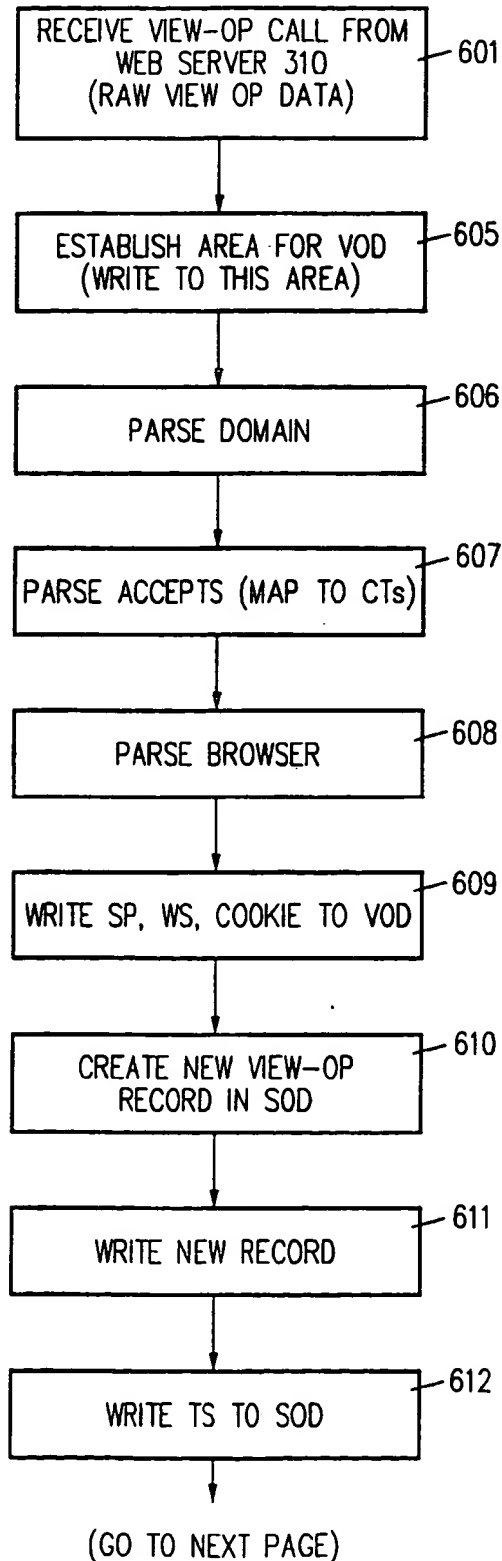 RECEIVE VIEW-OP CALL FROM
WEB SERVER 310
(RAW VIEW OP DATA)
601
ESTABLISH AREA FOR VOD
(WRITE TO THIS AREA)
605
PARSE DOMAIN
606
PARSE ACCEPTS (MAP TO CTs)
607
PARSE BROWSER
608
WRITE SP, WS, COOKIE TO VOD
609
CREATE NEW VIEW-OP
RECORD IN SOD
610
WRITE NEW RECORD
611
WRITE TS TO SOD
612
(GO TO NEXT PAGE)